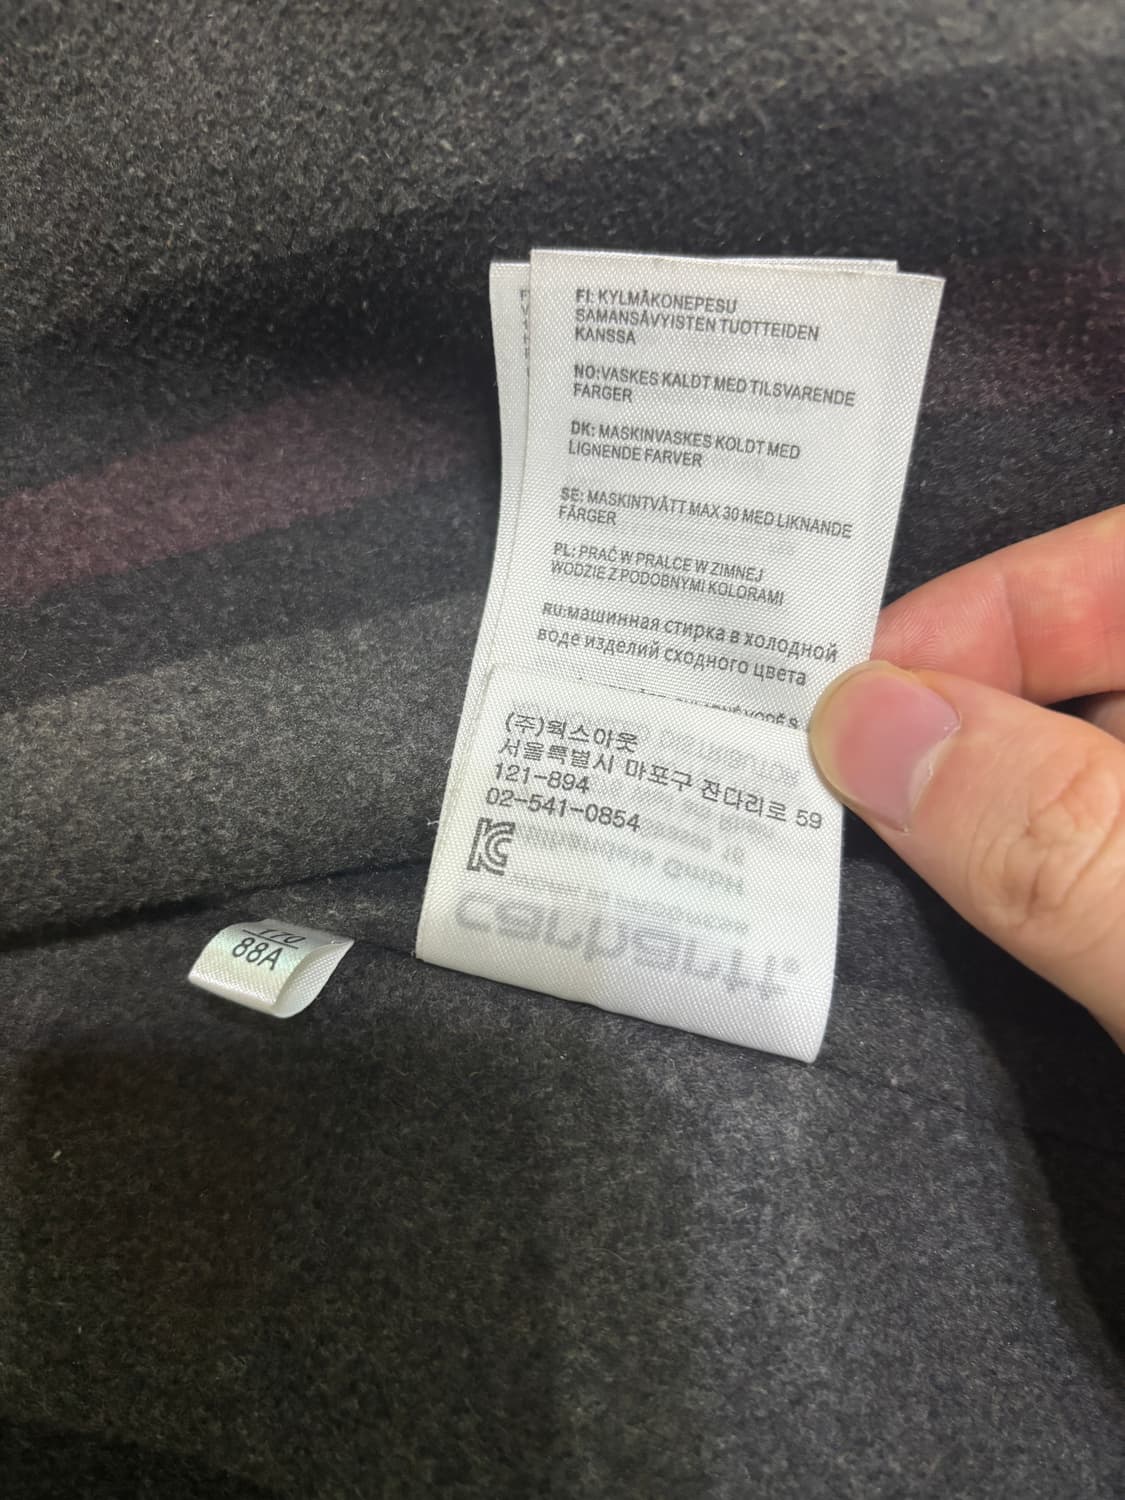 FI: KYLMÄKONEPESU
SAMANSÄVYISTEN TUOTTEIDEN
KANSSA
NO:VASKES KALDT MED TILSVARENDE
FARGER
DK: MASKINVASKES KOLDT MED
LIGNENDE FARVER
SE: MASKINTVÄTT MAX 30 MED LIKNANDE
FÄRGER
PL: PRAĆ W PRALCE W ZIMNEJ
WODZIE Z PODOBNYMI KOLORAMI
RU:машинная стирка в холодной
воде изделий сходного цвета
(주)웍스아웃
서울특별시 마포구 잔다리로 59
121-894
02-541-0854
carhartt
170
88A